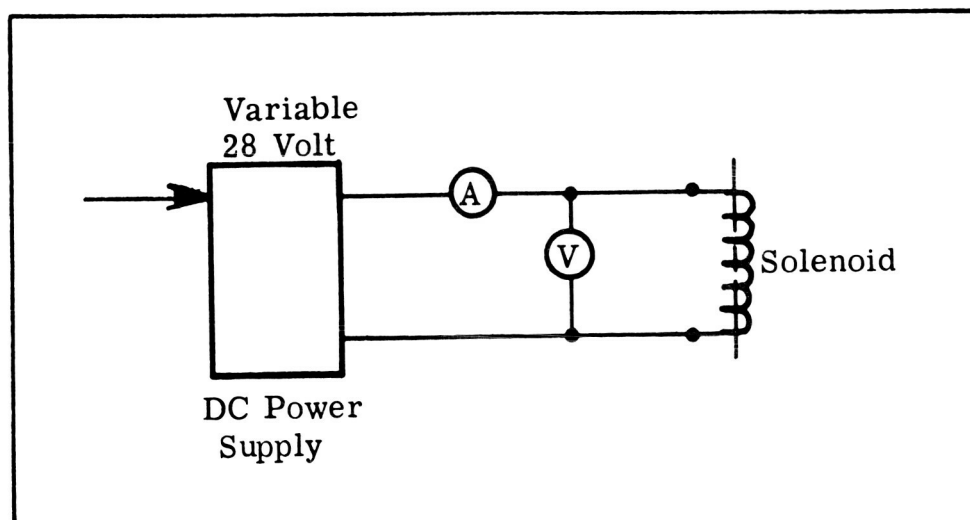 Variable
28 Volt
A
V
Solenoid
DC Power
Supply